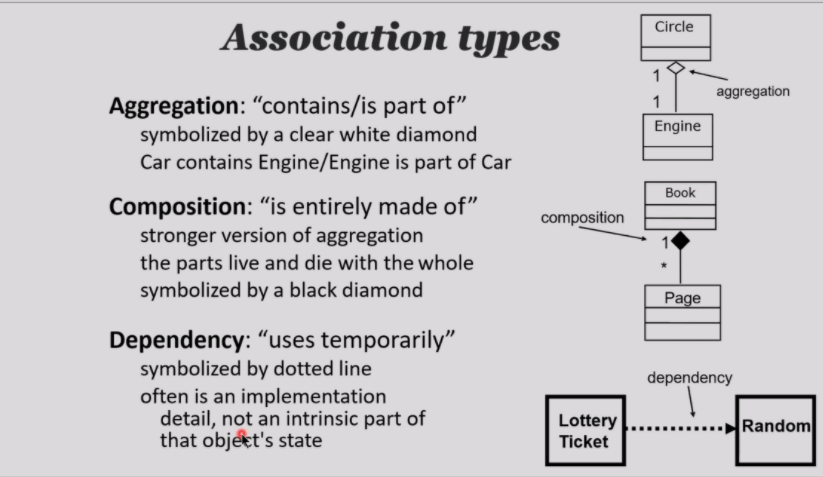 Association types
Aggregation: “contains/is part of”
symbolized by a clear white diamond
Car contains Engine/Engine is part of Car
Composition: “is entirely made of”
stronger version of aggregation
the parts live and die with the whole
symbolized by a black diamond
Dependency: “uses temporarily”
symbolized by dotted line
often is an implementation
detail, not an intrinsic part of
that object's state
Circle
1
aggregation
1
Engine
Book
composition
1
*
Page
dependency
Lottery
Ticket
Random